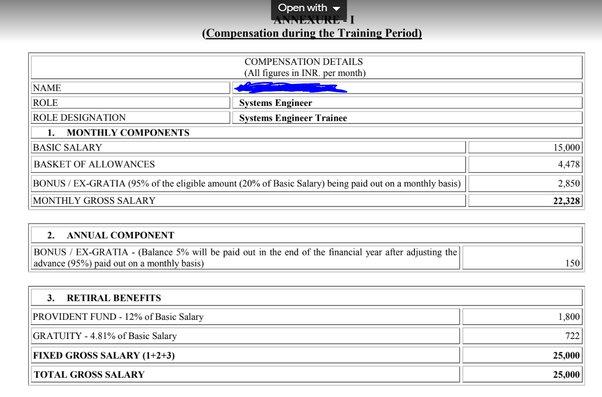 Open with
ANNEXURE - I
(Compensation during the Training Period)
COMPENSATION DETAILS
(All figures in INR. per month)
NAME
ROLE Systems Engineer
ROLE DESIGNATION Systems Engineer Trainee
1. MONTHLY COMPONENTS
BASIC SALARY 15,000
BASKET OF ALLOWANCES 4,478
BONUS / EX-GRATIA (95% of the eligible amount (20% of Basic Salary) being paid out on a monthly basis) 2,850
MONTHLY GROSS SALARY 22,328
2. ANNUAL COMPONENT
BONUS / EX-GRATIA - (Balance 5% will be paid out in the end of the financial year after adjusting the
advance (95%) paid out on a monthly basis) 150
3. RETIRAL BENEFITS
PROVIDENT FUND - 12% of Basic Salary 1,800
GRATUITY - 4.81% of Basic Salary 722
FIXED GROSS SALARY (1+2+3) 25,000
TOTAL GROSS SALARY 25,000